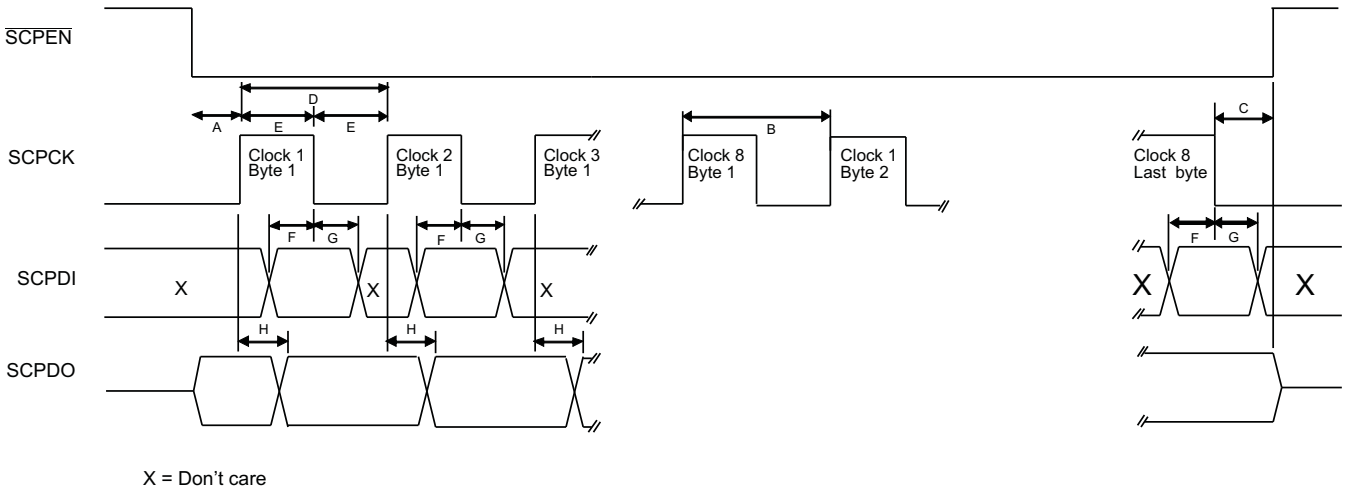 SCPEN
D
A E E
B
C
SCPCK
Clock 1
Byte 1
Clock 2
Byte 1
Clock 3
Byte 1
Clock 8
Byte 1
Clock 1
Byte 2
Clock 8
Last byte
F G F G F G
SCPDI
X X X X X
H H H
SCPDO
X = Don't care